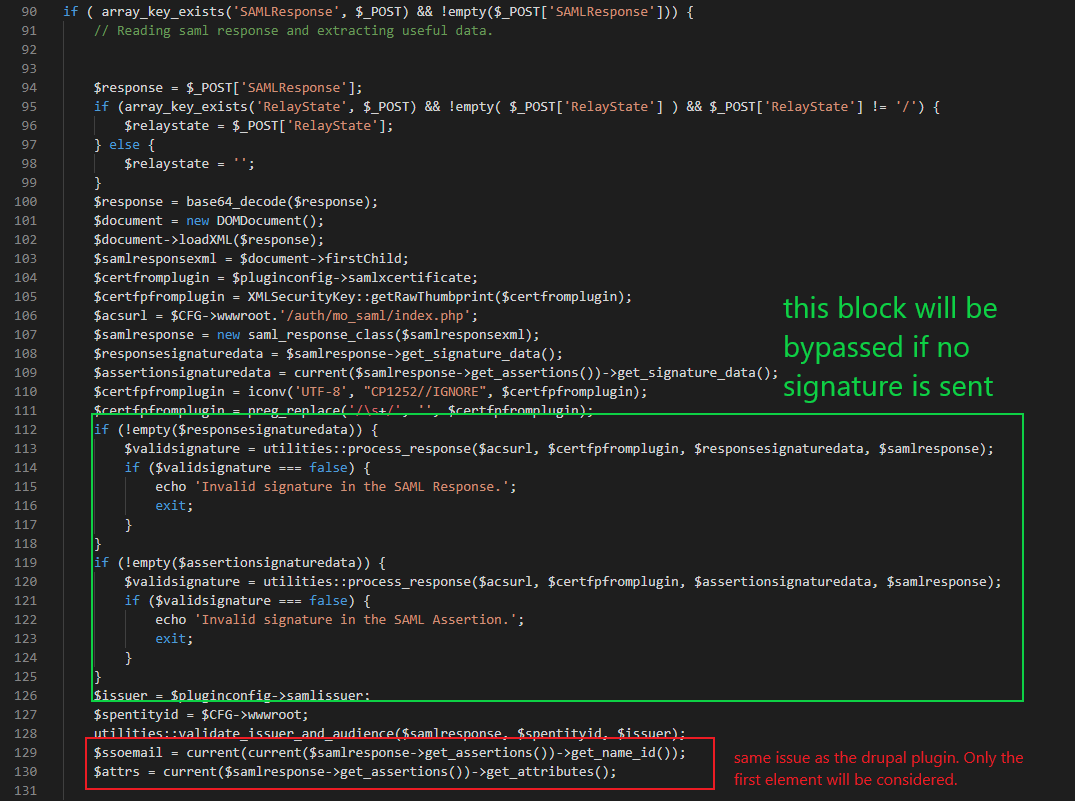 90 if ( array_key_exists('SAMLResponse', $_POST) && !empty($_POST['SAMLResponse'])) {
91 // Reading saml response and extracting useful data.
92
93
94 $response = $_POST['SAMLResponse'];
95 if (array_key_exists('RelayState', $_POST) && !empty( $_POST['RelayState'] ) && $_POST['RelayState'] != '/') {
96 $relaystate = $_POST['RelayState'];
97 } else {
98 $relaystate = '';
99 }
100 $response = base64_decode($response);
101 $document = new DOMDocument();
102 $document->loadXML($response);
103 $samlresponsexml = $document->firstChild;
104 $certfromplugin = $pluginconfig->samlxcertificate;
105 $certfpfromplugin = XMLSecurityKey::getRawThumbprint($certfromplugin);
106 $acsurl = $CFG->wwwroot.'/auth/mo_saml/index.php';
107 $samlresponse = new saml_response_class($samlresponsexml);
108 $responsesignaturedata = $samlresponse->get_signature_data();
109 $assertionsignaturedata = current($samlresponse->get_assertions())->get_signature_data();
110 $certfpfromplugin = iconv('UTF-8', "CP1252//IGNORE", $certfpfromplugin);
111 $certfpfromplugin = preg_replace('/\s+/', '', $certfpfromplugin);
this block will be
bypassed if no
signature is sent
112 if (!empty($responsesignaturedata)) {
113 $validsignature = utilities::process_response($acsurl, $certfpfromplugin, $responsesignaturedata, $samlresponse);
114 if ($validsignature === false) {
115 echo 'Invalid signature in the SAML Response.';
116 exit;
117 }
118 }
119 if (!empty($assertionsignaturedata)) {
120 $validsignature = utilities::process_response($acsurl, $certfpfromplugin, $assertionsignaturedata, $samlresponse);
121 if ($validsignature === false) {
122 echo 'Invalid signature in the SAML Assertion.';
123 exit;
124 }
125 }
126 $issuer = $pluginconfig->samlissuer;
127 $spentityid = $CFG->wwwroot;
128 utilities::validate_issuer_and_audience($samlresponse, $spentityid, $issuer);
129 $ssoemail = current(current($samlresponse->get_assertions())->get_name_id());
130 $attrs = current($samlresponse->get_assertions())->get_attributes();
131
same issue as the drupal plugin. Only the
first element will be considered.